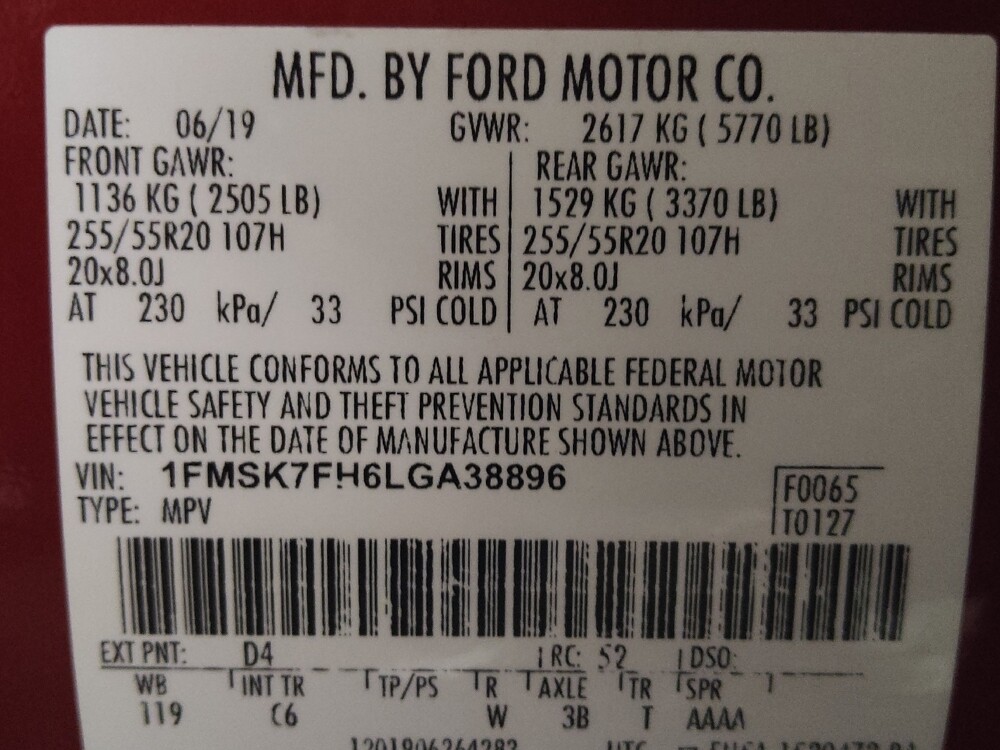 MFD. BY FORD MOTOR CO.
DATE: 06/19 GVWR: 2617 KG ( 5770 LB)
FRONT GAWR: REAR GAWR:
1136 KG ( 2505 LB) WITH 1529 KG ( 3370 LB) WITH
255/55R20 107H TIRES 255/55R20 107H TIRES
20x8.0J RIMS 20x8.0J RIMS
AT 230 kPa/ 33 PSI COLD AT 230 kPa/ 33 PSI COLD
THIS VEHICLE CONFORMS TO ALL APPLICABLE FEDERAL MOTOR
VEHICLE SAFETY AND THEFT PREVENTION STANDARDS IN
EFFECT ON THE DATE OF MANUFACTURE SHOWN ABOVE.
VIN: 1FMSK7FH6LGA38896
F0065
TYPE: MPV
T0127
EXT PNT: D4 RC: 52 DSO:
WB INT TR TP/PS R AXLE TR SPR
119 C6 W 3B T AAAA